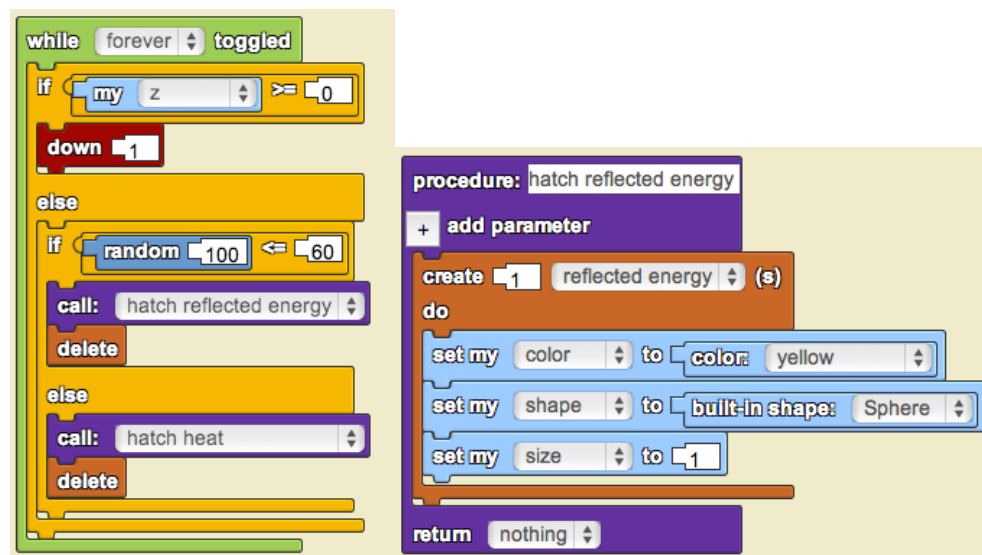 while forever toggled
if my z >= 0
down 1
else
if random 100 <= 60
call: hatch reflected energy
delete
else
call: hatch heat
delete
procedure: hatch reflected energy
+ add parameter
create 1 reflected energy (s)
do
set my color to color: yellow
set my shape to built-in shape: Sphere
set my size to 1
return nothing